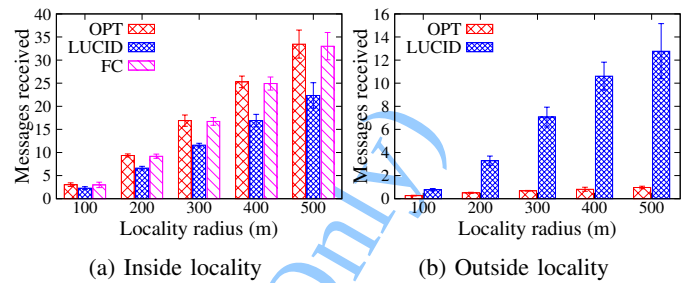 Messages received
40
35
30
25
20
15
10
5
0
OPT
LUCID
FC
100 200 300 400 500
Locality radius (m)
(a) Inside locality
Messages received
16
14
12
10
8
6
4
2
0
OPT
LUCID
100 200 300 400 500
Locality radius (m)
(b) Outside locality
Only)